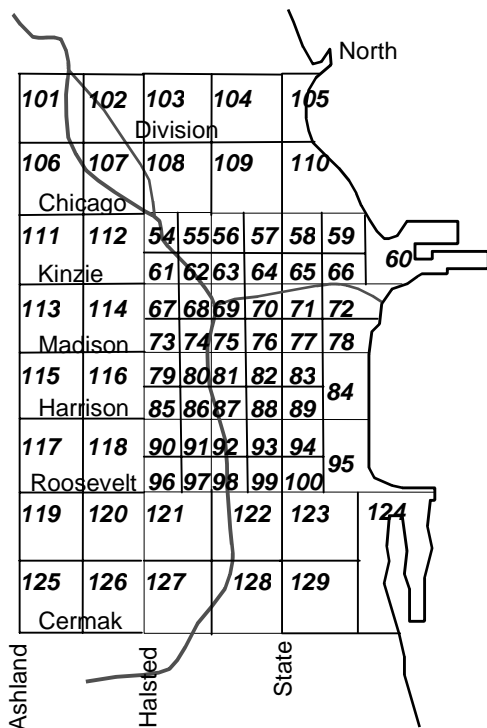 North
101 102 103 104 105
Division
106 107 108 109 110
Chicago
111 112 54 55 56 57 58 59
60
Kinzie 61 62 63 64 65 66
113 114 67 68 69 70 71 72
Madison 73 74 75 76 77 78
115 116 79 80 81 82 83
84
Harrison 85 86 87 88 89
117 118 90 91 92 93 94
95
Roosevelt 96 97 98 99 100
119 120 121 122 123 124
125 126 127 128 129
Cermak
Ashland
Halsted
State